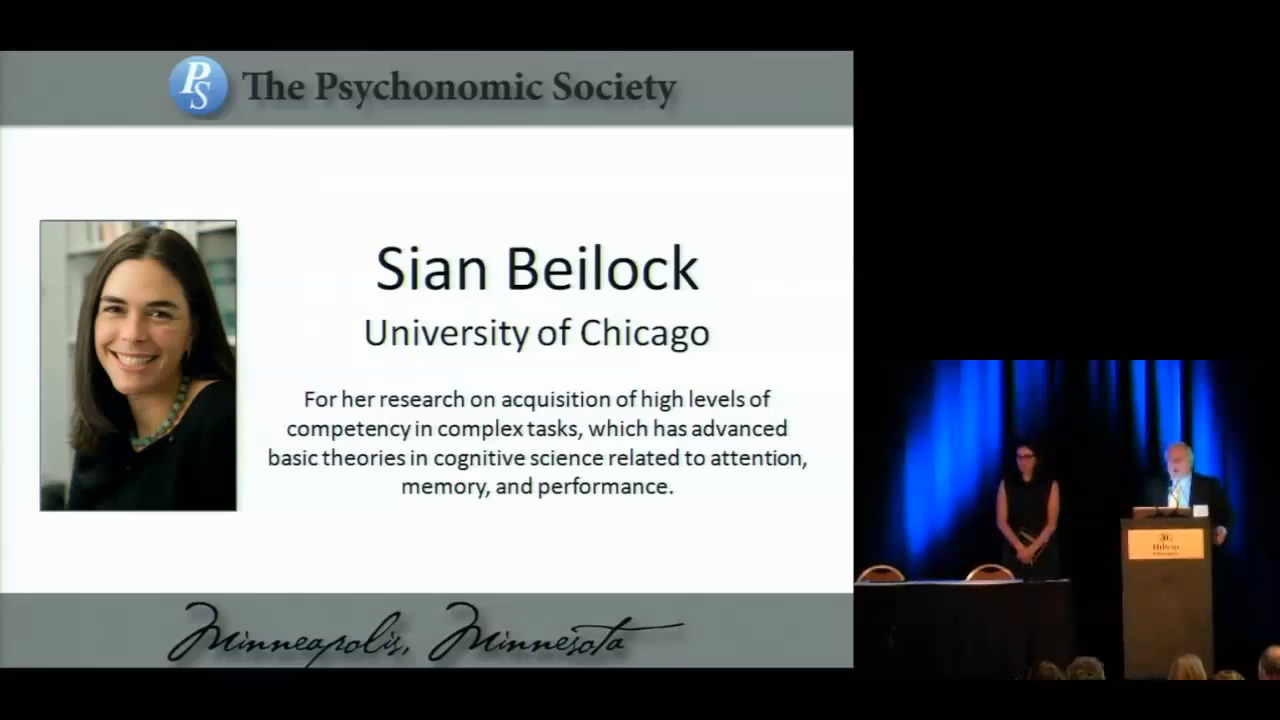 PS The Psychonomic Society
Sian Beilock
University of Chicago
For her research on acquisition of high levels of
competency in complex tasks, which has advanced
basic theories in cognitive science related to attention,
memory, and performance.
Hilton
Minneapolis, Minnesota